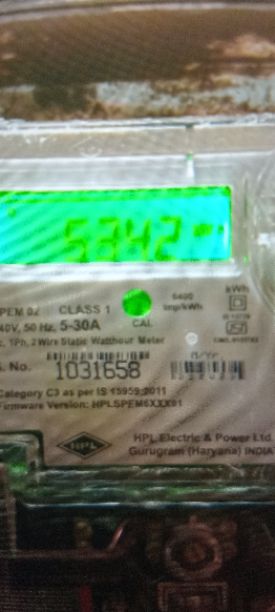 5342
kWh
PEM 02 CLASS 1 6400 imp/kWh
40V, 50 Hz, 5-30A CAL
c, 1Ph, 2Wire Static Watthour Meter
. No. 1031658
Category C3 as per IS 15959:2011
Firmware Version: HPLSPEM6XXX01
HPL
HPL Electric & Power Ltd.
Gurugram (Haryana) INDIA